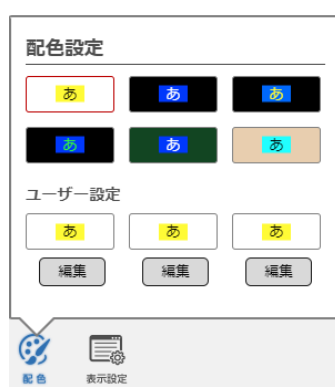 配色設定
あ あ あ
あ あ あ
ユーザー設定
あ あ あ
編集 編集 編集
配色 表示設定